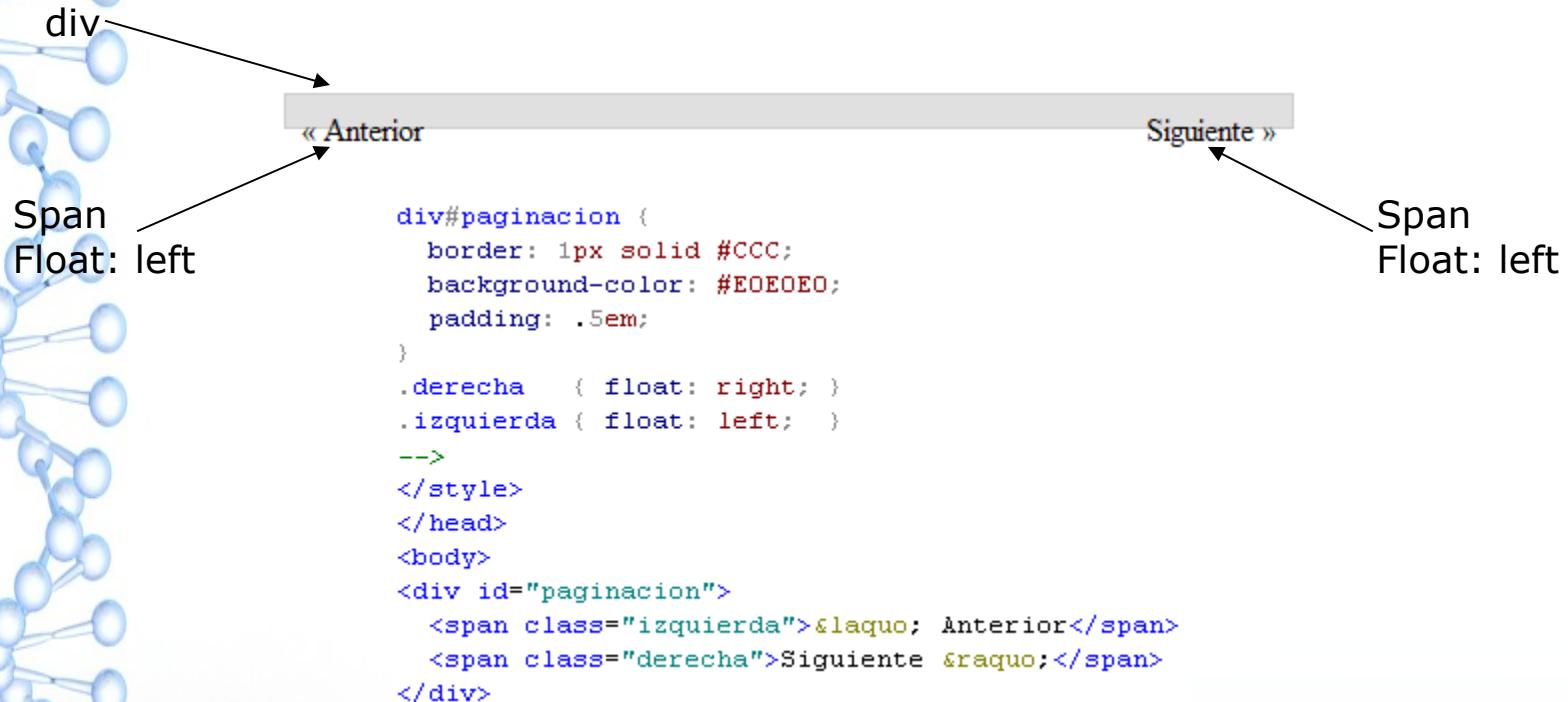 div
« Anterior Siguiente »
Span
Float: left
Span
Float: left
div#paginacion {
  border: 1px solid #CCC;
  background-color: #E0E0E0;
  padding: .5em;
}
.derecha   { float: right; }
.izquierda { float: left;  }
-->
</style>
</head>
<body>
<div id="paginacion">
  <span class="izquierda">&laquo; Anterior</span>
  <span class="derecha">Siguiente &raquo;</span>
</div>